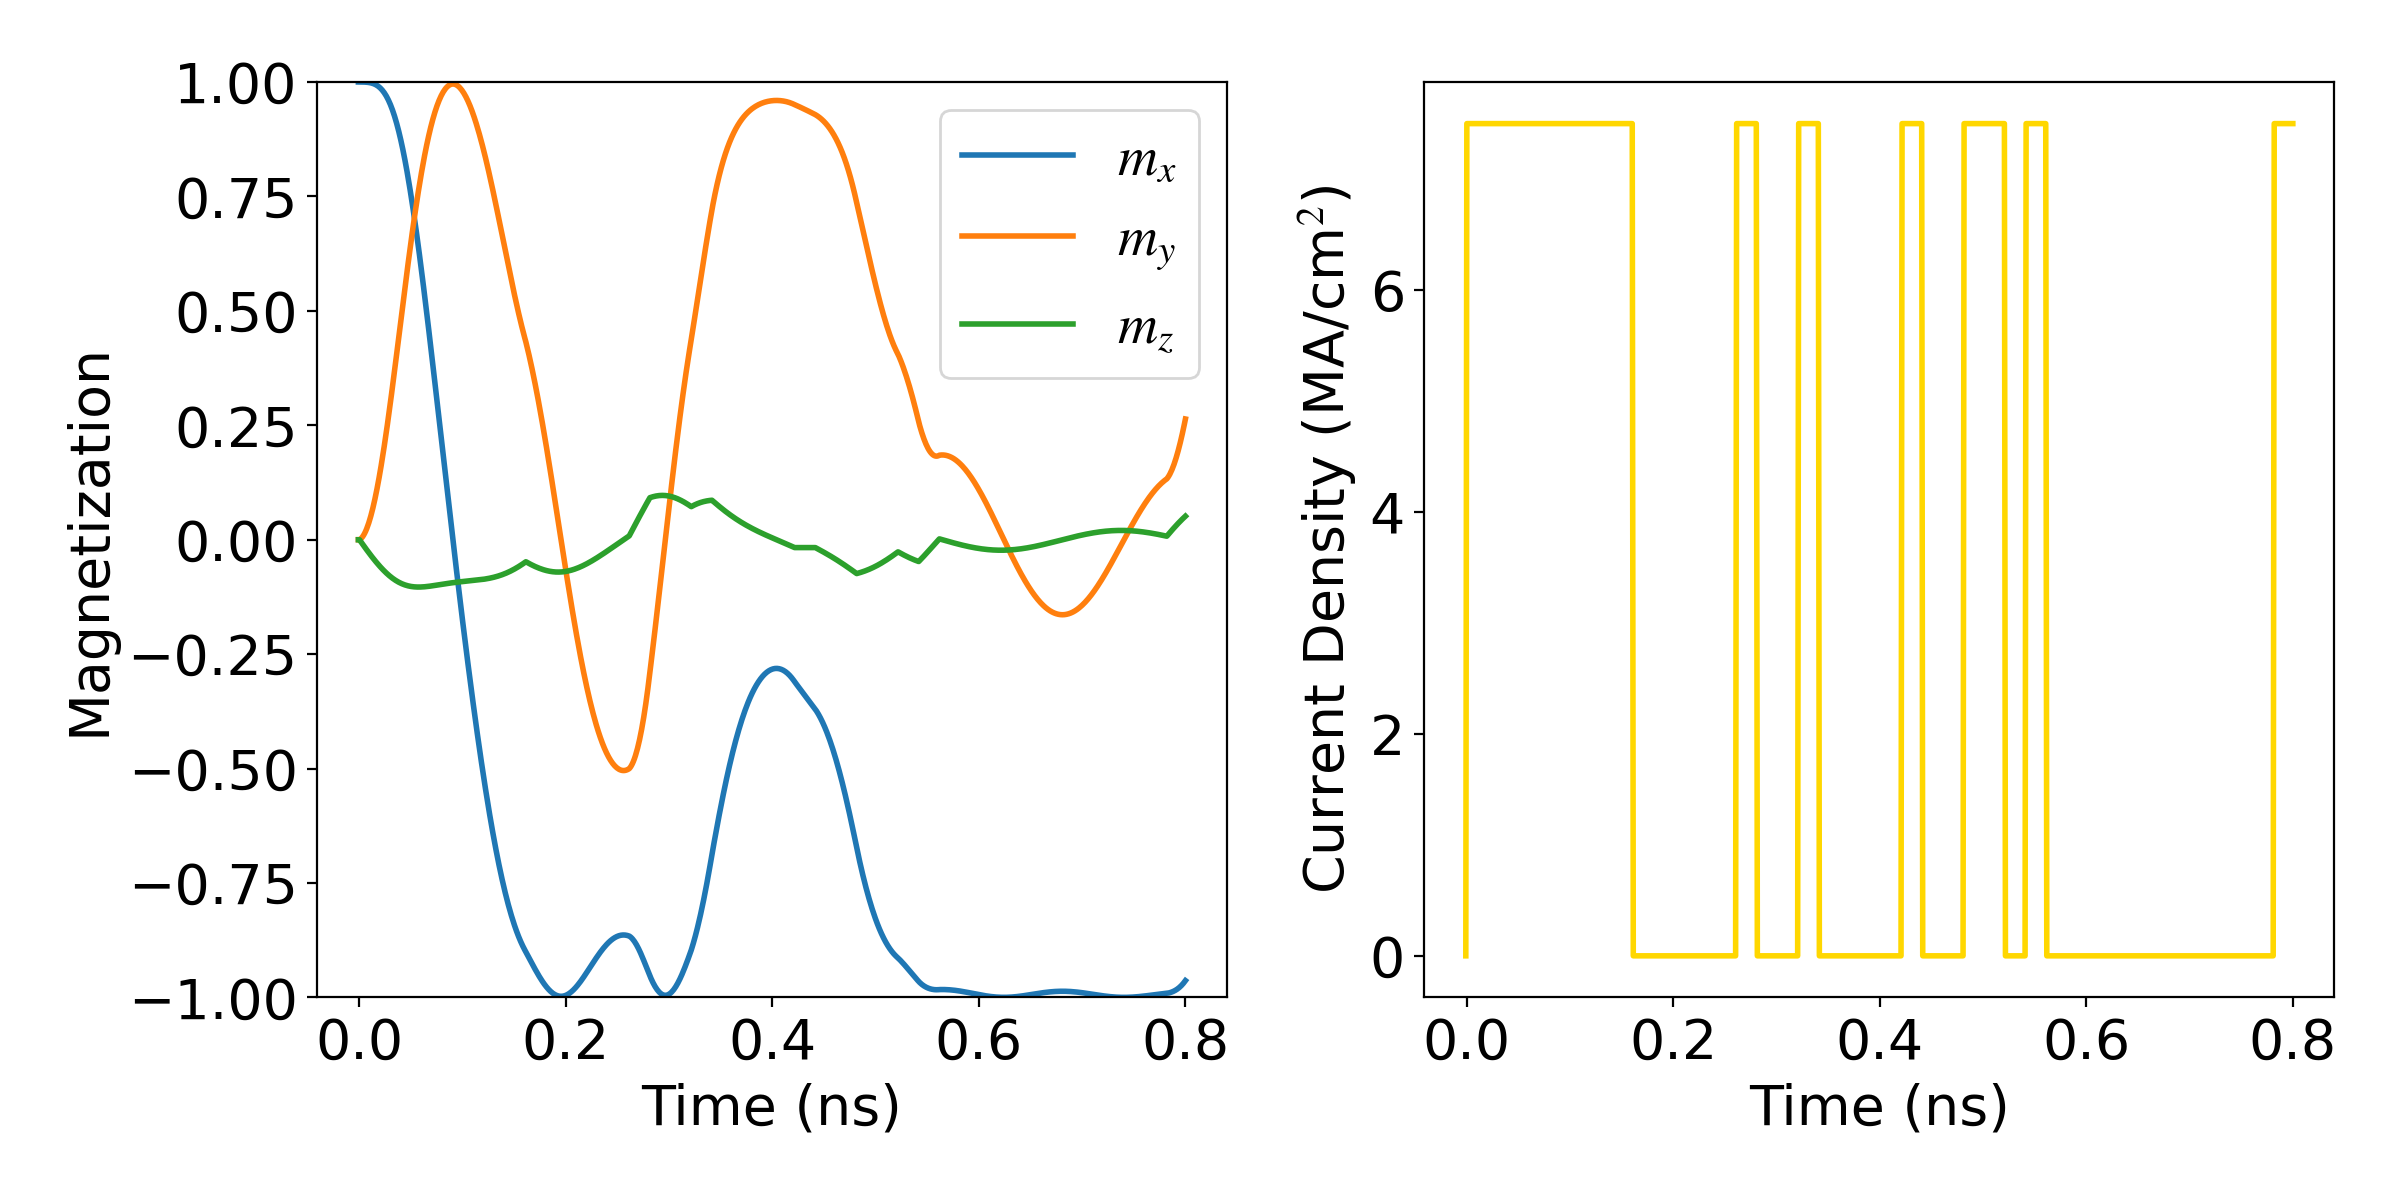 Magnetization
1.00
0.75
0.50
0.25
0.00
−0.25
−0.50
−0.75
−1.00
0.0 0.2 0.4 0.6 0.8
Time (ns)
m_x
m_y
m_z
Current Density (MA/cm²)
6
4
2
0
0.0 0.2 0.4 0.6 0.8
Time (ns)